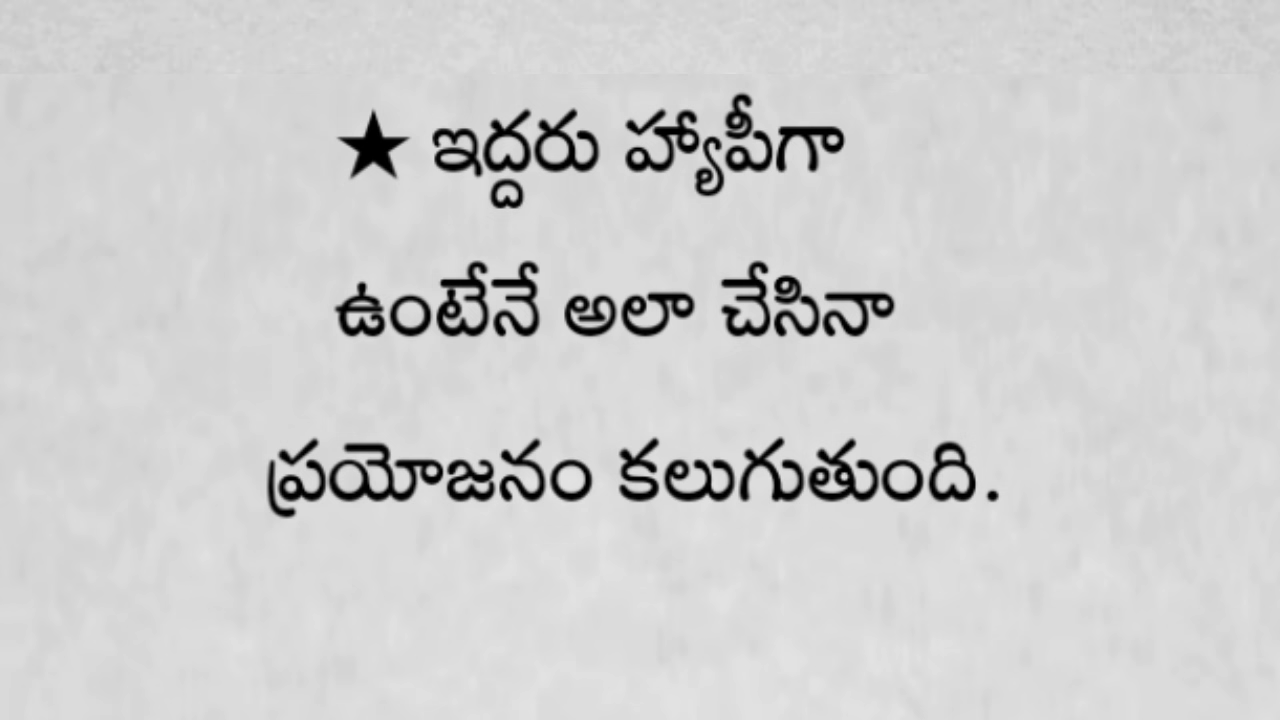 ★ ఇద్దరు హ్యాపీగా
ఉంటేనే అలా చేసినా
ప్రయోజనం కలుగుతుంది.